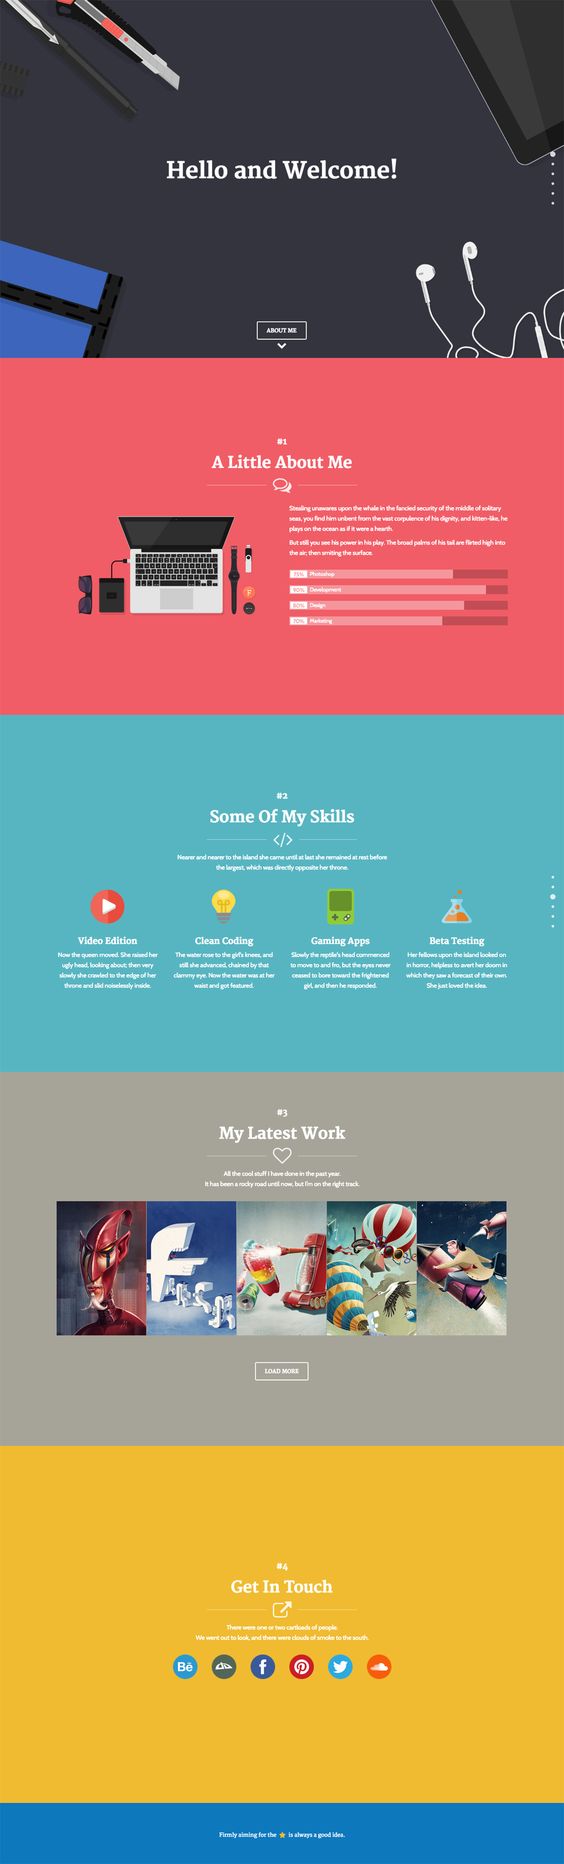 Hello and Welcome!
ABOUT ME
#1
A Little About Me
Stealing unawares upon the whale in the fancied security of the middle of solitary
seas, you find him unbent from the vast corpulence of his dignity, and kitten-like, he
plays on the ocean as if it were a hearth.
But still you see his power in his play. The broad palms of his tail are flirted high into
the air; then smiting the surface.
75% Photoshop
90% Development
80% Design
70% Marketing
#2
Some Of My Skills
Nearer and nearer to the island she came until at last she remained at rest before
the largest, which was directly opposite her throne.
Video Edition
Now the queen moved. She raised her
ugly head, looking about; then very
slowly she crawled to the edge of her
throne and slid noiselessly inside.
Clean Coding
The water rose to the girl's knees, and
still she advanced, chained by that
clammy eye. Now the water was at her
waist and got featured.
Gaming Apps
Slowly the reptile's head commenced
to move to and fro, but the eyes never
ceased to bore toward the frightened
girl, and then he responded.
Beta Testing
Her fellows upon the island looked on
in horror, helpless to avert her doom in
which they saw a forecast of their own.
She just loved the idea.
#3
My Latest Work
All the cool stuff I have done in the past year.
It has been a rocky road until now, but I'm on the right track.
LOAD MORE
#4
Get In Touch
There were one or two cartloads of people.
We went out to look, and there were clouds of smoke to the south.
Bē
Firmly aiming for the ★ is always a good idea.